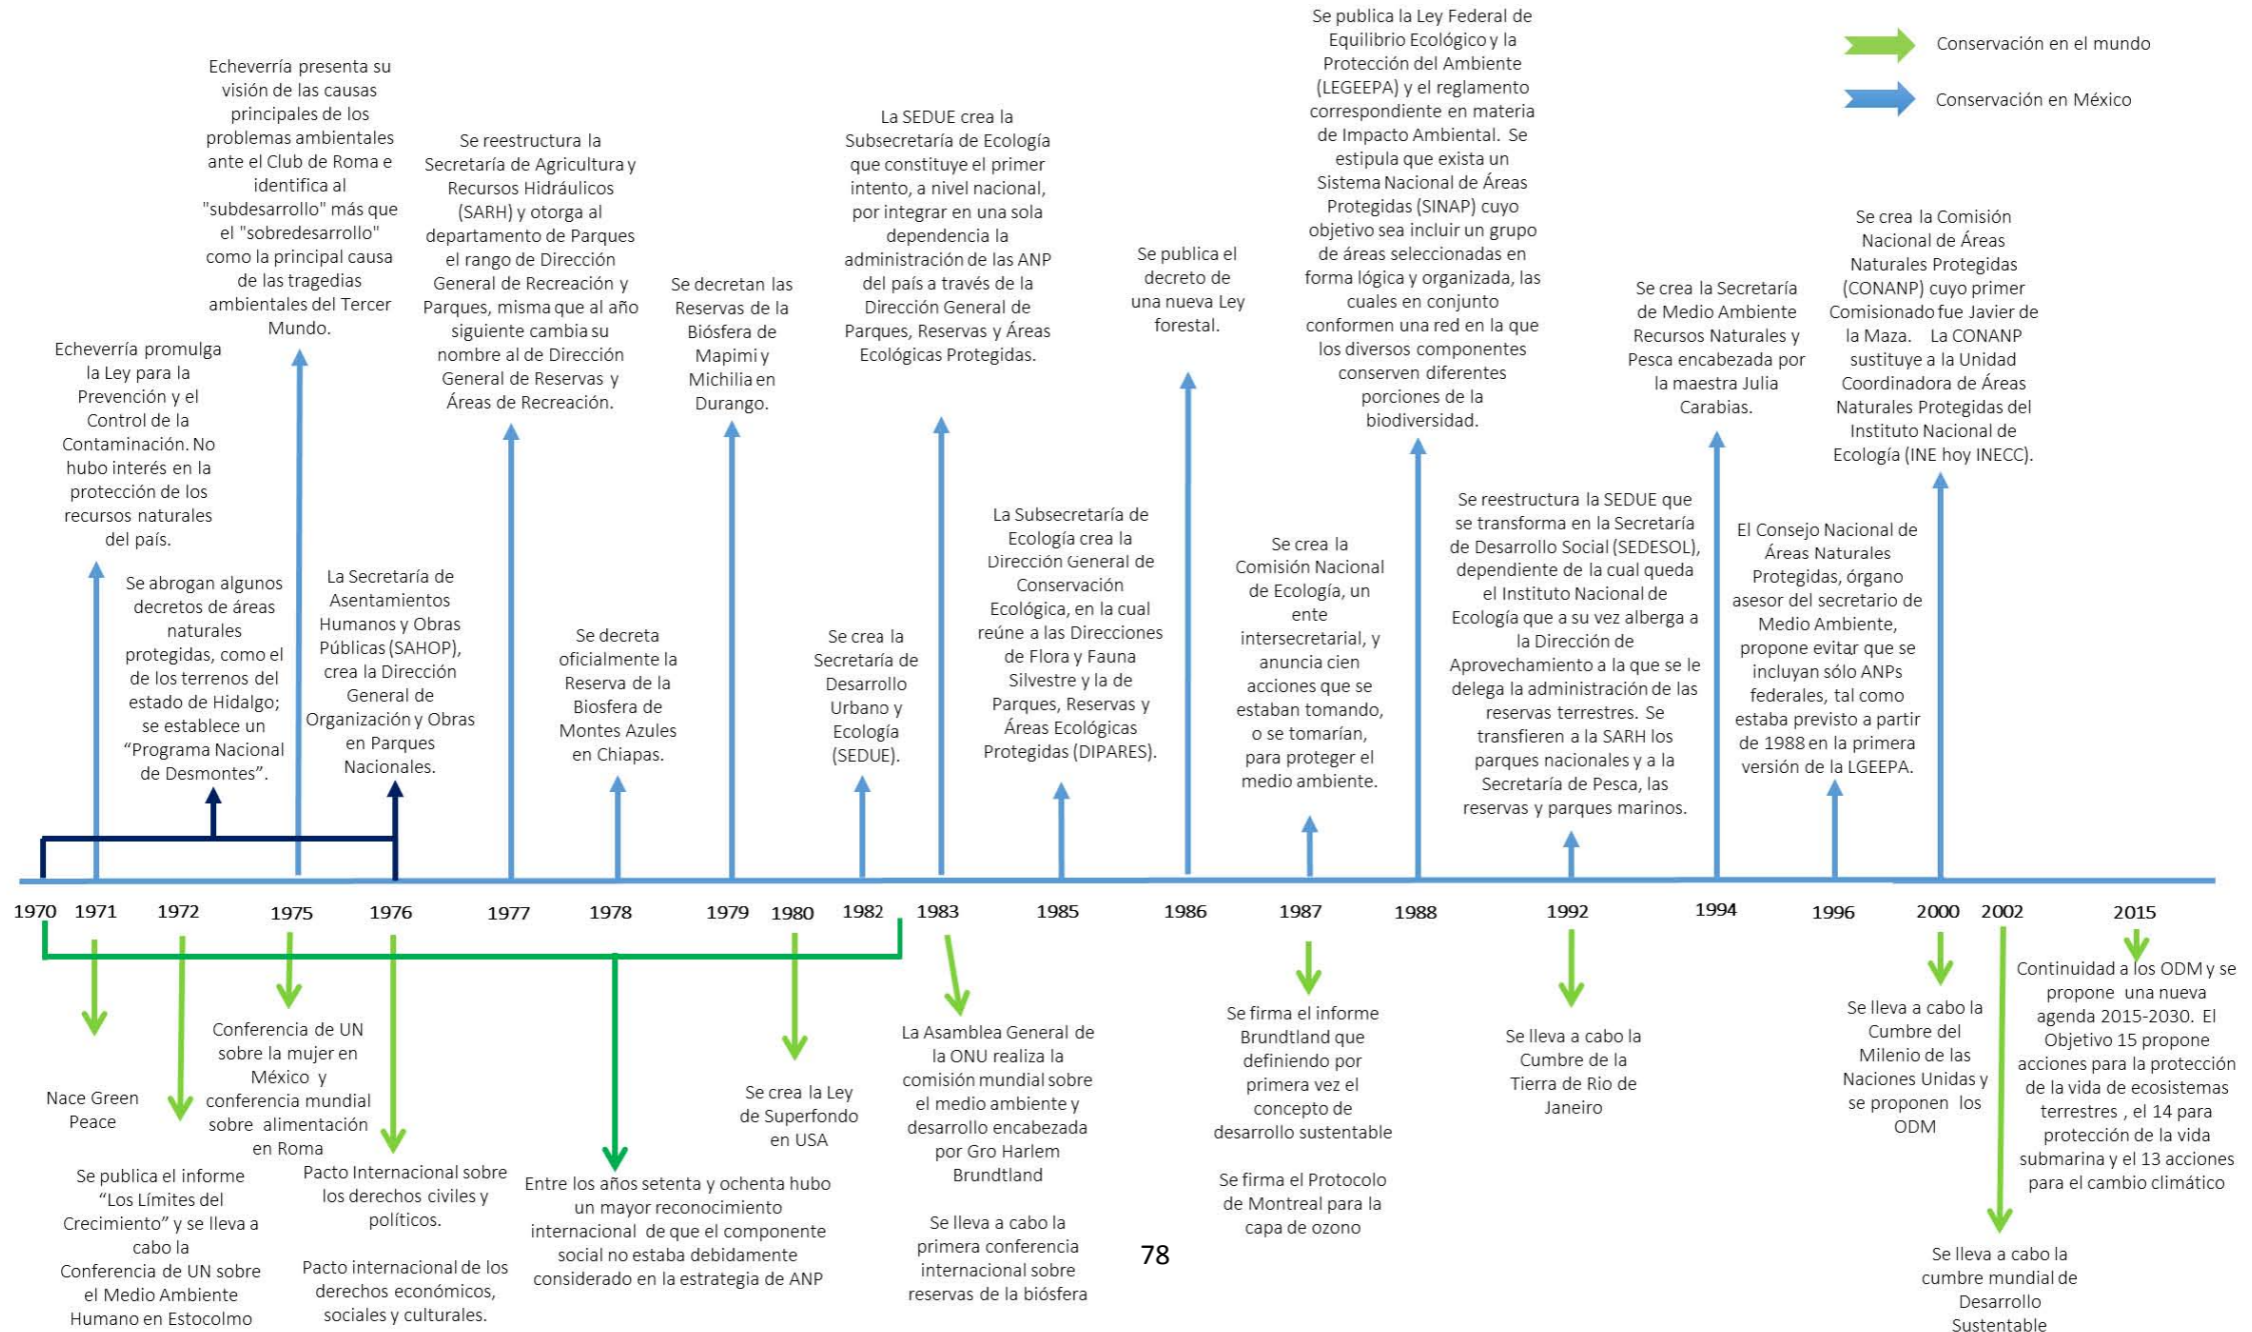 Conservación en el mundo
Conservación en México
Echeverría promulga
la Ley para la
Prevención y el
Control de la
Contaminación. No
hubo interés en la
protección de los
recursos naturales
del país.
Se abrogan algunos
decretos de áreas
naturales
protegidas, como el
de los terrenos del
estado de Hidalgo;
se establece un
“Programa Nacional
de Desmontes”.
Echeverría presenta su
visión de las causas
principales de los
problemas ambientales
ante el Club de Roma e
identifica al
"subdesarrollo" más que
el "sobredesarrollo"
como la principal causa
de las tragedias
ambientales del Tercer
Mundo.
La Secretaría de
Asentamientos
Humanos y Obras
Públicas (SAHOP),
crea la Dirección
General de
Organización y Obras
en Parques
Nacionales.
Se reestructura la
Secretaría de Agricultura y
Recursos Hidráulicos
(SARH) y otorga al
departamento de Parques
el rango de Dirección
General de Recreación y
Parques, misma que al año
siguiente cambia su
nombre al de Dirección
General de Reservas y
Áreas de Recreación.
Se decreta
oficialmente la
Reserva de la
Biosfera de
Montes Azules
en Chiapas.
Se decretan las
Reservas de la
Biósfera de
Mapimi y
Michilia en
Durango.
Se crea la
Secretaría de
Desarrollo
Urbano y
Ecología
(SEDUE).
La SEDUE crea la
Subsecretaría de Ecología
que constituye el primer
intento, a nivel nacional,
por integrar en una sola
dependencia la
administración de las ANP
del país a través de la
Dirección General de
Parques, Reservas y Áreas
Ecológicas Protegidas.
La Subsecretaría de
Ecología crea la
Dirección General de
Conservación
Ecológica, en la cual
reúne a las Direcciones
de Flora y Fauna
Silvestre y la de
Parques, Reservas y
Áreas Ecológicas
Protegidas (DIPARES).
Se publica el
decreto de
una nueva Ley
forestal.
Se crea la
Comisión Nacional
de Ecología, un
ente
intersecretarial, y
anuncia cien
acciones que se
estaban tomando,
o se tomarían,
para proteger el
medio ambiente.
Se publica la Ley Federal de
Equilibrio Ecológico y la
Protección del Ambiente
(LEGEEPA) y el reglamento
correspondiente en materia
de Impacto Ambiental. Se
estipula que exista un
Sistema Nacional de Áreas
Protegidas (SINAP) cuyo
objetivo sea incluir un grupo
de áreas seleccionadas en
forma lógica y organizada, las
cuales en conjunto
conformen una red en la que
los diversos componentes
conserven diferentes
porciones de la
biodiversidad.
Se reestructura la SEDUE que
se transforma en la Secretaría
de Desarrollo Social (SEDESOL),
dependiente de la cual queda
el Instituto Nacional de
Ecología que a su vez alberga a
la Dirección de
Aprovechamiento a la que se le
delega la administración de las
reservas terrestres. Se
transfieren a la SARH los
parques nacionales y a la
Secretaría de Pesca, las
reservas y parques marinos.
Se crea la Secretaría
de Medio Ambiente
Recursos Naturales y
Pesca encabezada por
la maestra Julia
Carabias.
El Consejo Nacional de
Áreas Naturales
Protegidas, órgano
asesor del secretario de
Medio Ambiente,
propone evitar que se
incluyan sólo ANPs
federales, tal como
estaba previsto a partir
de 1988 en la primera
versión de la LGEEPA.
Se crea la Comisión
Nacional de Áreas
Naturales Protegidas
(CONANP) cuyo primer
Comisionado fue Javier de
la Maza. La CONANP
sustituye a la Unidad
Coordinadora de Áreas
Naturales Protegidas del
Instituto Nacional de
Ecología (INE hoy INECC).
1970 1971 1972 1975 1976 1977 1978 1979 1980 1982 1983 1985 1986 1987 1988 1992 1994 1996 2000 2002 2015
Nace Green
Peace
Se publica el informe
“Los Límites del
Crecimiento” y se lleva a
cabo la
Conferencia de UN sobre
el Medio Ambiente
Humano en Estocolmo
Conferencia de UN
sobre la mujer en
México y
conferencia mundial
sobre alimentación
en Roma
Pacto Internacional sobre
los derechos civiles y
políticos.
Pacto internacional de los
derechos económicos,
sociales y culturales.
Entre los años setenta y ochenta hubo
un mayor reconocimiento
internacional de que el componente
social no estaba debidamente
considerado en la estrategia de ANP
Se crea la Ley
de Superfondo
en USA
La Asamblea General de
la ONU realiza la
comisión mundial sobre
el medio ambiente y
desarrollo encabezada
por Gro Harlem
Brundtland
Se lleva a cabo la
primera conferencia
internacional sobre
reservas de la biósfera
78
Se firma el informe
Brundtland que
definiendo por
primera vez el
concepto de
desarrollo sustentable
Se firma el Protocolo
de Montreal para la
capa de ozono
Se lleva a cabo la
Cumbre de la
Tierra de Rio de
Janeiro
Se lleva a cabo la
Cumbre del
Milenio de las
Naciones Unidas y
se proponen los
ODM
Se lleva a cabo la
cumbre mundial de
Desarrollo
Sustentable
Continuidad a los ODM y se
propone una nueva
agenda 2015-2030. El
Objetivo 15 propone
acciones para la protección
de la vida de ecosistemas
terrestres , el 14 para
protección de la vida
submarina y el 13 acciones
para el cambio climático